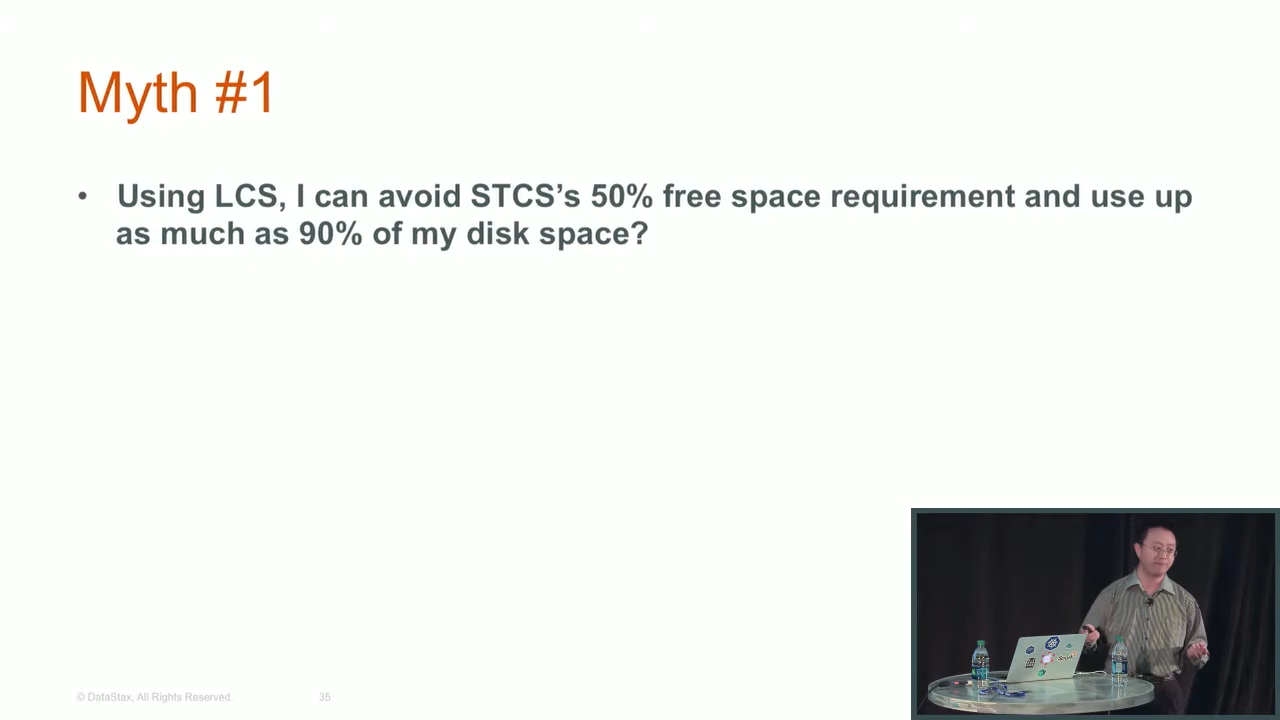 Myth #1
• Using LCS, I can avoid STCS’s 50% free space requirement and use up
as much as 90% of my disk space?
Spark
© DataStax, All Rights Reserved.
35